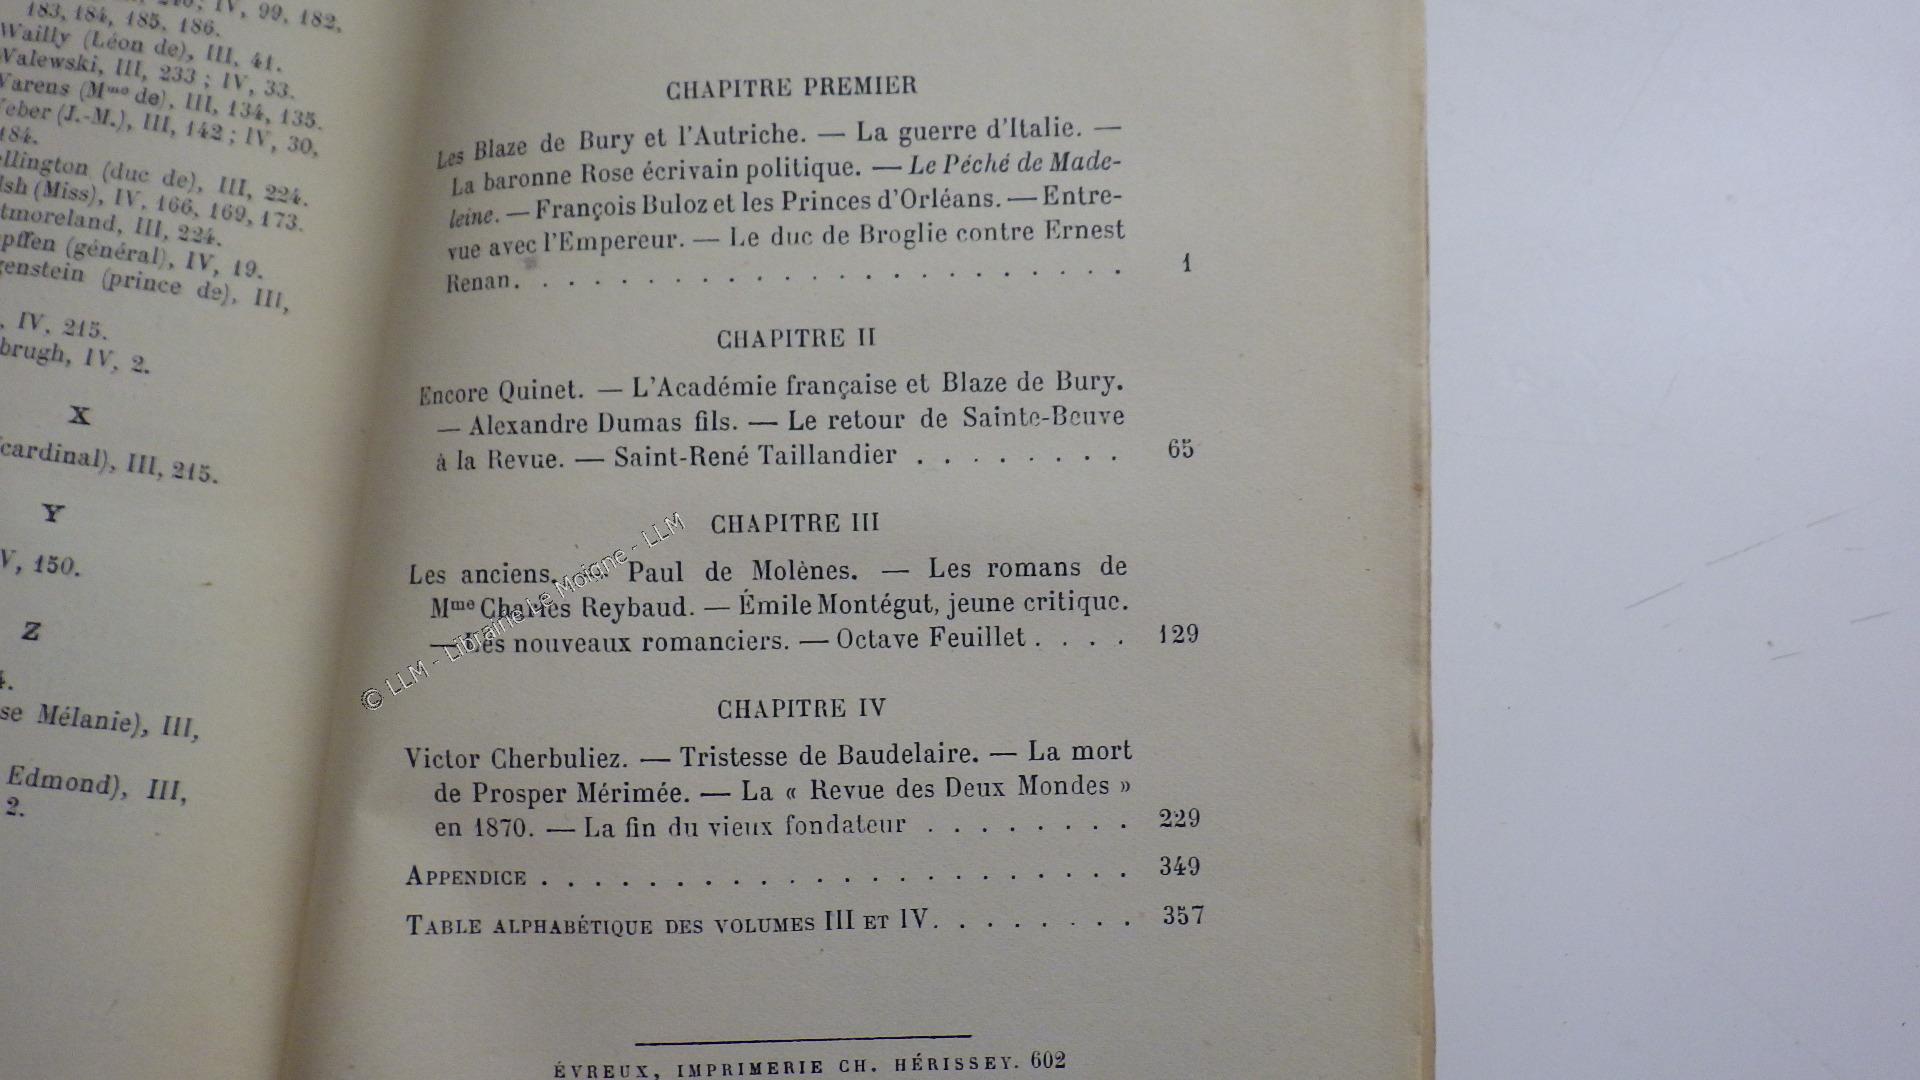 IV, 99, 182,
183, 184, 185, 186.
Wailly (Léon de), III, 41.
Walewski, III, 233 ; IV, 33.
Warens (Mme de), III, 134, 135.
Weber (J.-M.), III, 142 ; IV, 30,
184.
ellington (duc de), III, 224.
lsh (Miss), IV, 166, 169, 173.
tmoreland, III, 224.
pffen (général), IV, 19.
genstein (prince de), III,
, IV, 215.
brugh, IV, 2.
X
(cardinal), III, 215.
Y
V, 150.
Z
4.
se Mélanie), III,
Edmond), III,
2.
CHAPITRE PREMIER
Les Blaze de Bury et l'Autriche. — La guerre d'Italie. —
La baronne Rose écrivain politique. — Le Péché de Made-
leine. — François Buloz et les Princes d'Orléans. — Entre-
vue avec l'Empereur. — Le duc de Broglie contre Ernest
Renan. . . . . . . . . . . . . . . . . . . . . . . 1
CHAPITRE II
Encore Quinet. — L'Académie française et Blaze de Bury.
— Alexandre Dumas fils. — Le retour de Sainte-Beuve
à la Revue. — Saint-René Taillandier . . . . . . . . 65
CHAPITRE III
Les anciens. — Paul de Molènes. — Les romans de
Mme Charles Reybaud. — Émile Montégut, jeune critique.
— Les nouveaux romanciers. — Octave Feuillet . . . . 129
CHAPITRE IV
Victor Cherbuliez. — Tristesse de Baudelaire. — La mort
de Prosper Mérimée. — La « Revue des Deux Mondes »
en 1870. — La fin du vieux fondateur . . . . . . . . 229
APPENDICE . . . . . . . . . . . . . . . . . . . . . . 349
TABLE ALPHABÉTIQUE DES VOLUMES III ET IV. . . . . . . . 357
ÉVREUX, IMPRIMERIE CH. HÉRISSEY. 602
© LLM - Librairie Le Moigne - LLM